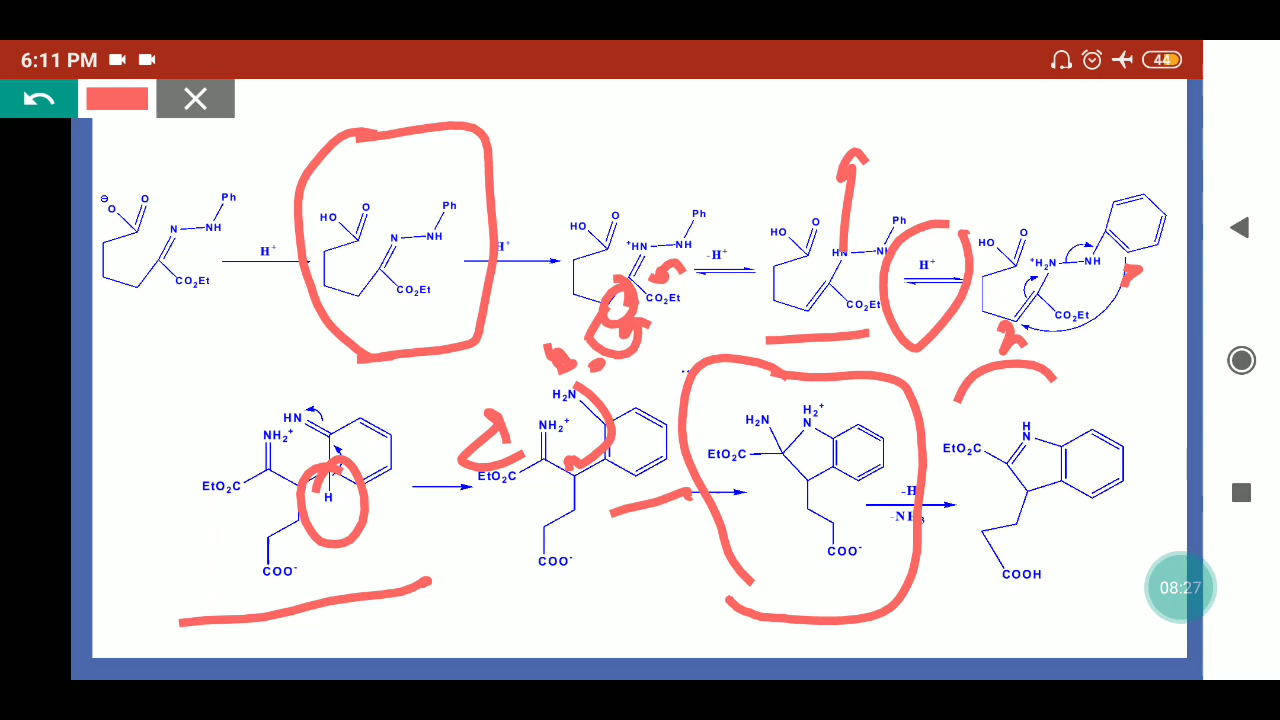 6:11 PM
44
⊖
O
O
N
NH
Ph
CO₂Et
H⁺
HO
O
N
NH
Ph
CO₂Et
H⁺
HO
O
⁺HN
NH
Ph
CO₂Et
-H⁺
HO
O
HN
Ph
CO₂Et
H⁺
HO
O
⁺H₂N
NH
CO₂Et
HN
NH₂⁺
EtO₂C
H
COO⁻
H₂N
NH₂⁺
EtO₂C
COO⁻
H₂⁺
N
H₂N
EtO₂C
COO⁻
-H
-NH₃
H
N
EtO₂C
COOH
08:27